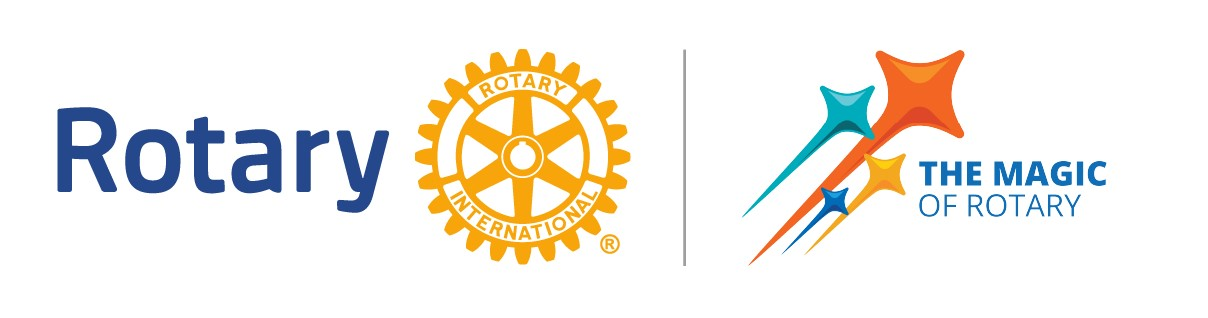 Rotary
ROTARY
INTERNATIONAL
®
THE MAGIC
OF ROTARY